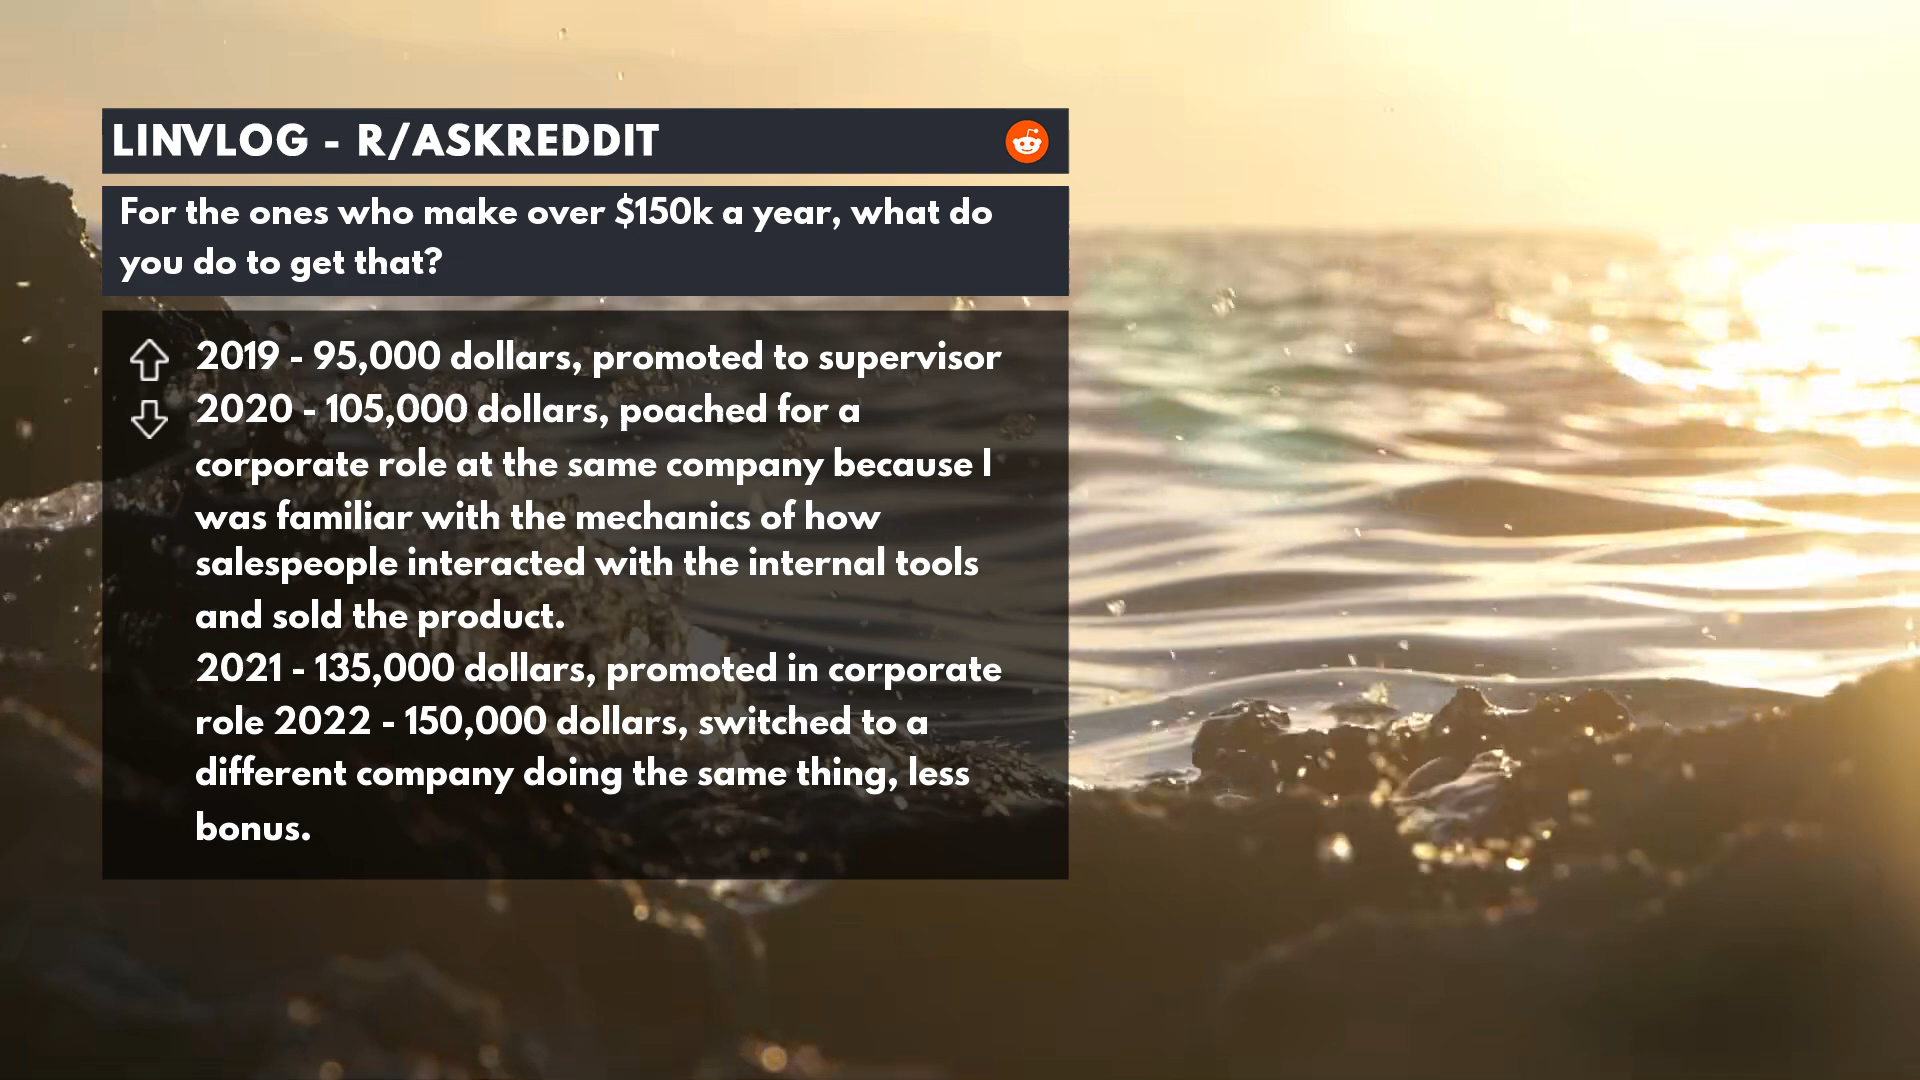 LINVLOG - R/ASKREDDIT
For the ones who make over $150k a year, what do
you do to get that?
2019 - 95,000 dollars, promoted to supervisor
2020 - 105,000 dollars, poached for a
corporate role at the same company because I
was familiar with the mechanics of how
salespeople interacted with the internal tools
and sold the product.
2021 - 135,000 dollars, promoted in corporate
role 2022 - 150,000 dollars, switched to a
different company doing the same thing, less
bonus.